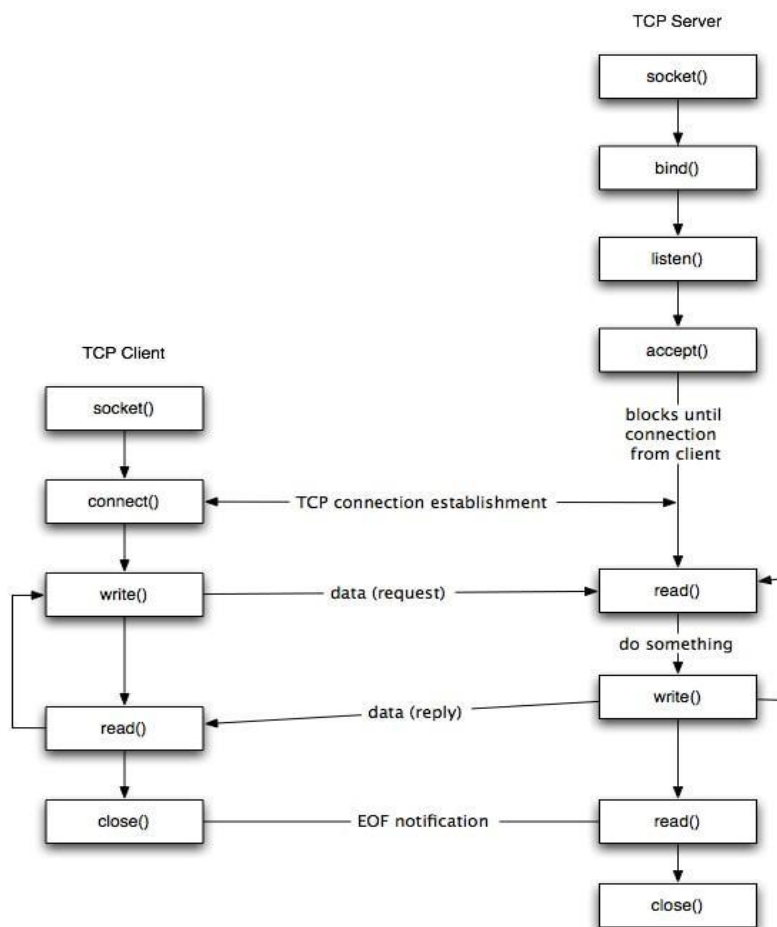 TCP Server
socket()
bind()
listen()
accept()
blocks until
connection
from client
TCP Client
socket()
connect()
TCP connection establishment
write()
data (request)
read()
do something
write()
data (reply)
read()
close()
EOF notification
read()
close()